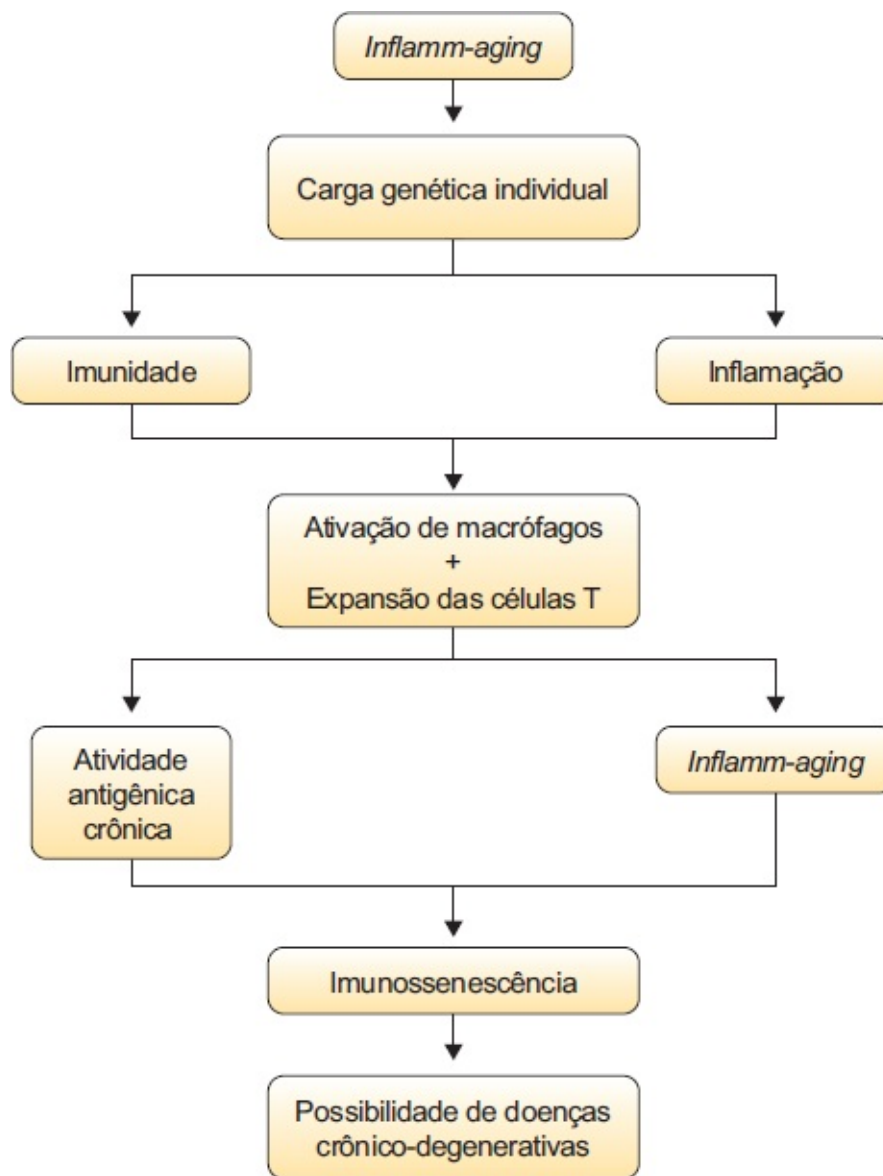 Inflamm-aging
Carga genética individual
Imunidade
Inflamação
Ativação de macrófagos
+
Expansão das células T
Atividade
antigênica
crônica
Inflamm-aging
Imunossenescência
Possibilidade de doenças
crônico-degenerativas